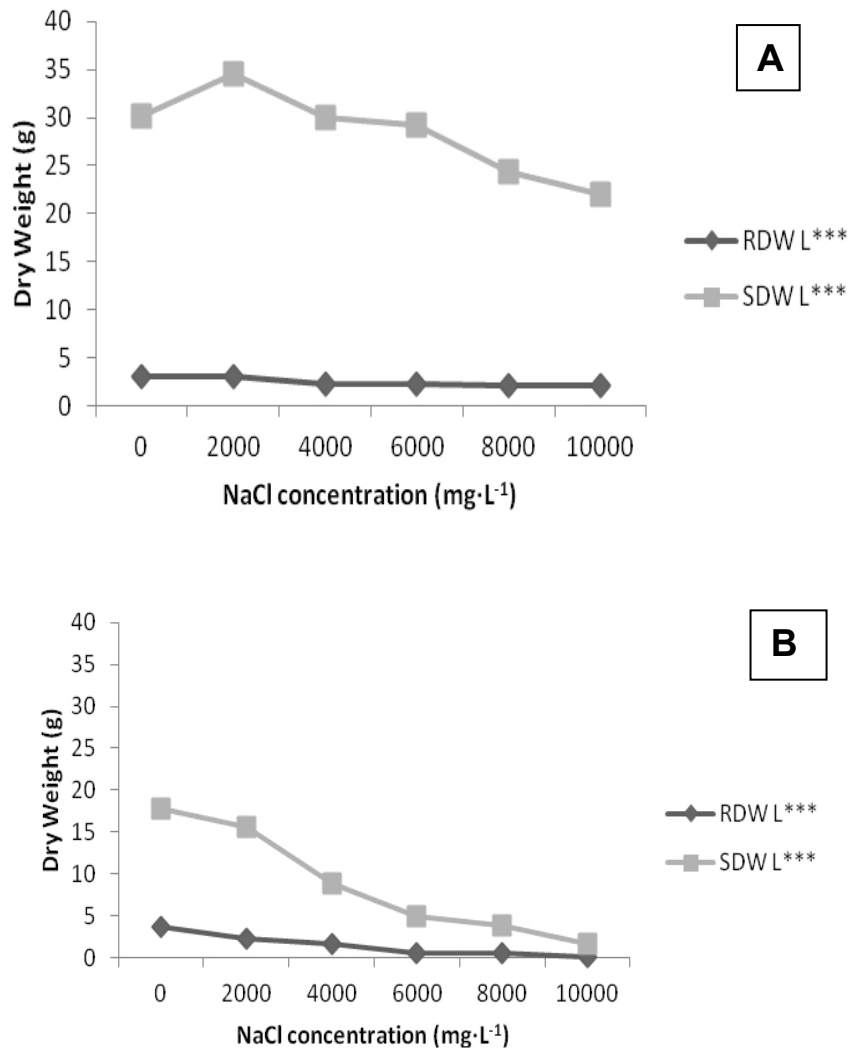 A
40
35
30
25
20
15
10
5
0
Dry Weight (g)
0 2000 4000 6000 8000 10000
NaCl concentration (mg·L⁻¹)
RDW L***
SDW L***
B
40
35
30
25
20
15
10
5
0
Dry Weight (g)
0 2000 4000 6000 8000 10000
NaCl concentration (mg·L⁻¹)
RDW L***
SDW L***